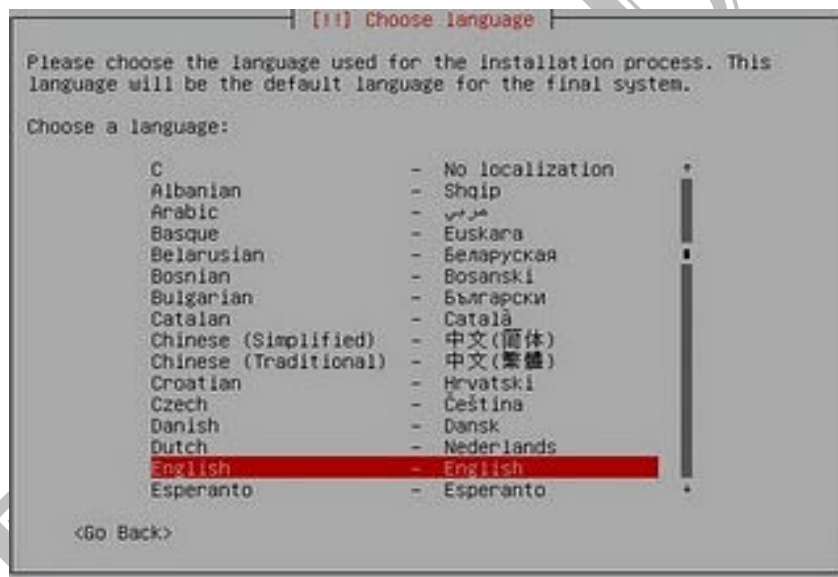 [!!] Choose language
Please choose the language used for the installation process. This
language will be the default language for the final system.
Choose a language:
C - No localization
Albanian - Shqip
Arabic - عربي
Basque - Euskara
Belarusian - Беларуская
Bosnian - Bosanski
Bulgarian - Български
Catalan - Català
Chinese (Simplified) - 中文(简体)
Chinese (Traditional) - 中文(繁體)
Croatian - Hrvatski
Czech - Čeština
Danish - Dansk
Dutch - Nederlands
English - English
Esperanto - Esperanto
<Go Back>